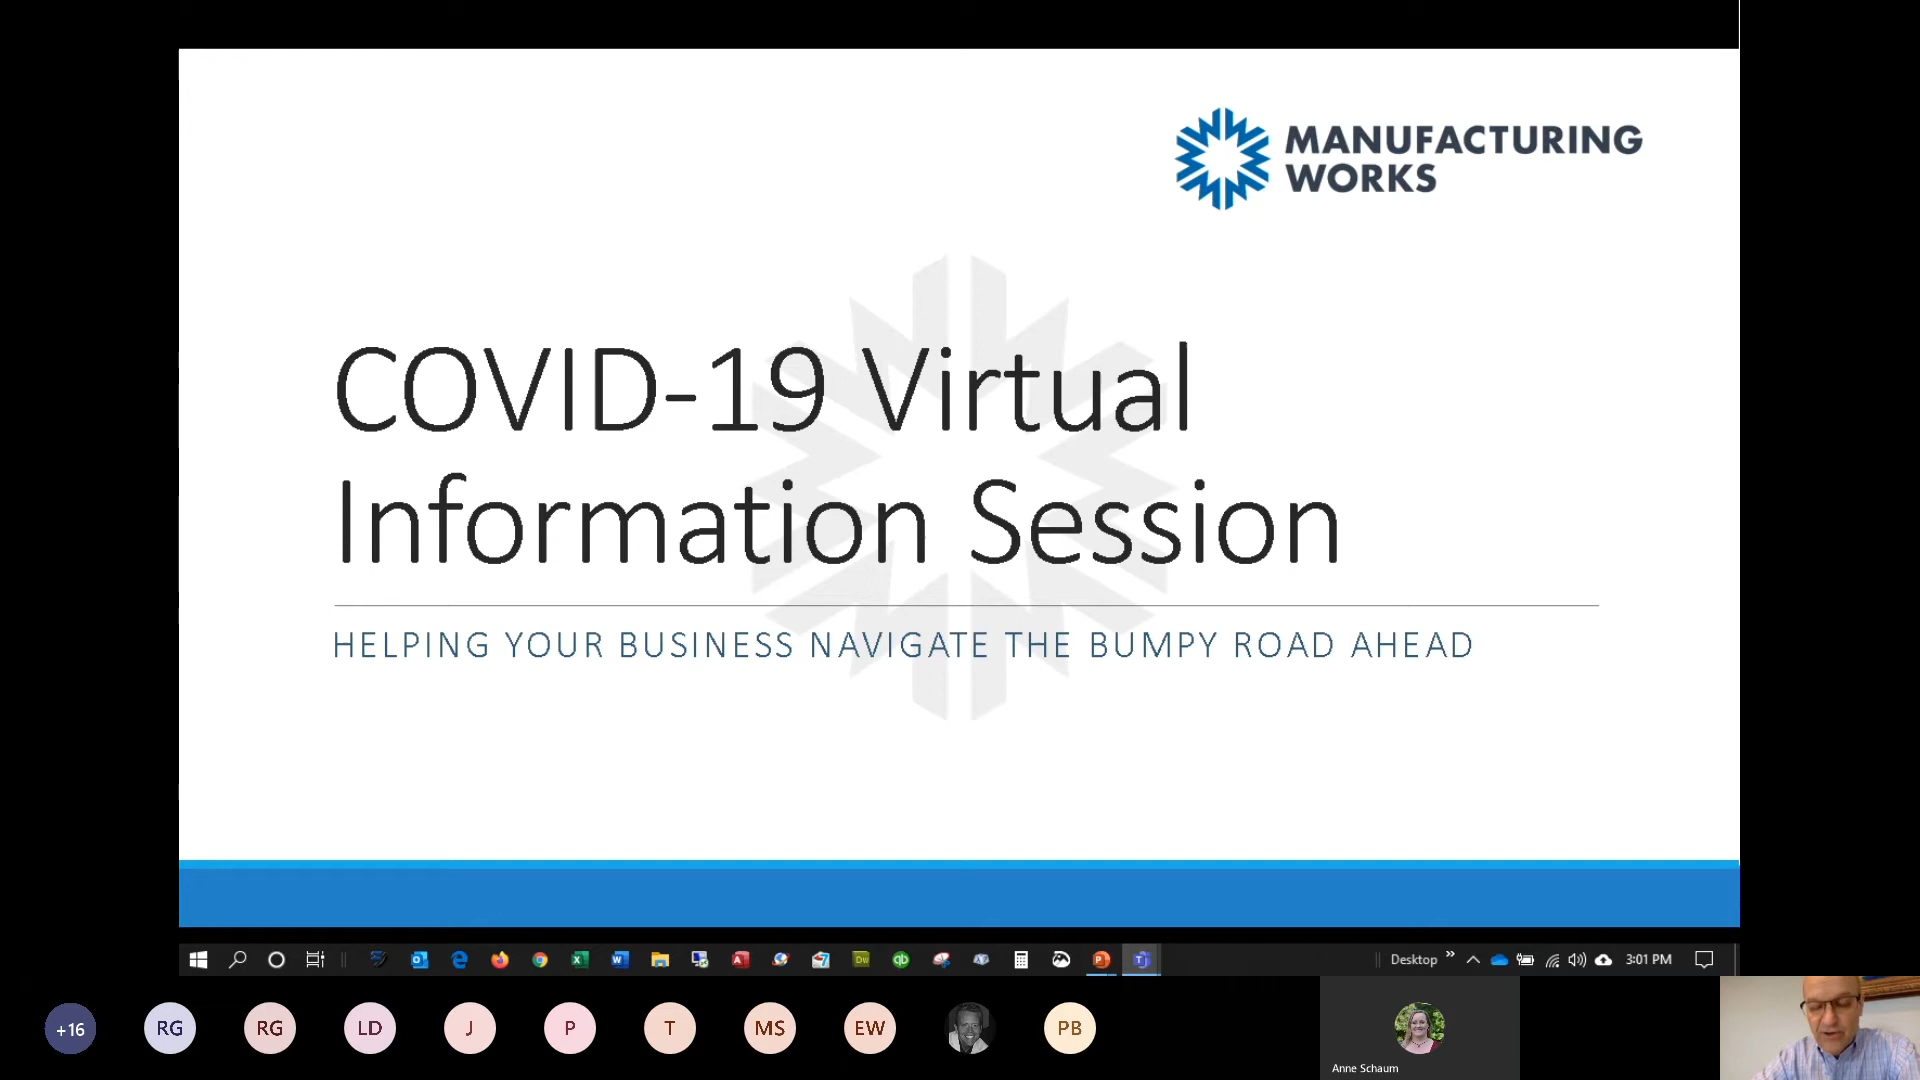 MANUFACTURING
WORKS
COVID-19 Virtual
Information Session
HELPING YOUR BUSINESS NAVIGATE THE BUMPY ROAD AHEAD
Desktop
3:01 PM
+16
RG
RG
LD
J
P
T
MS
EW
PB
Anne Schaum